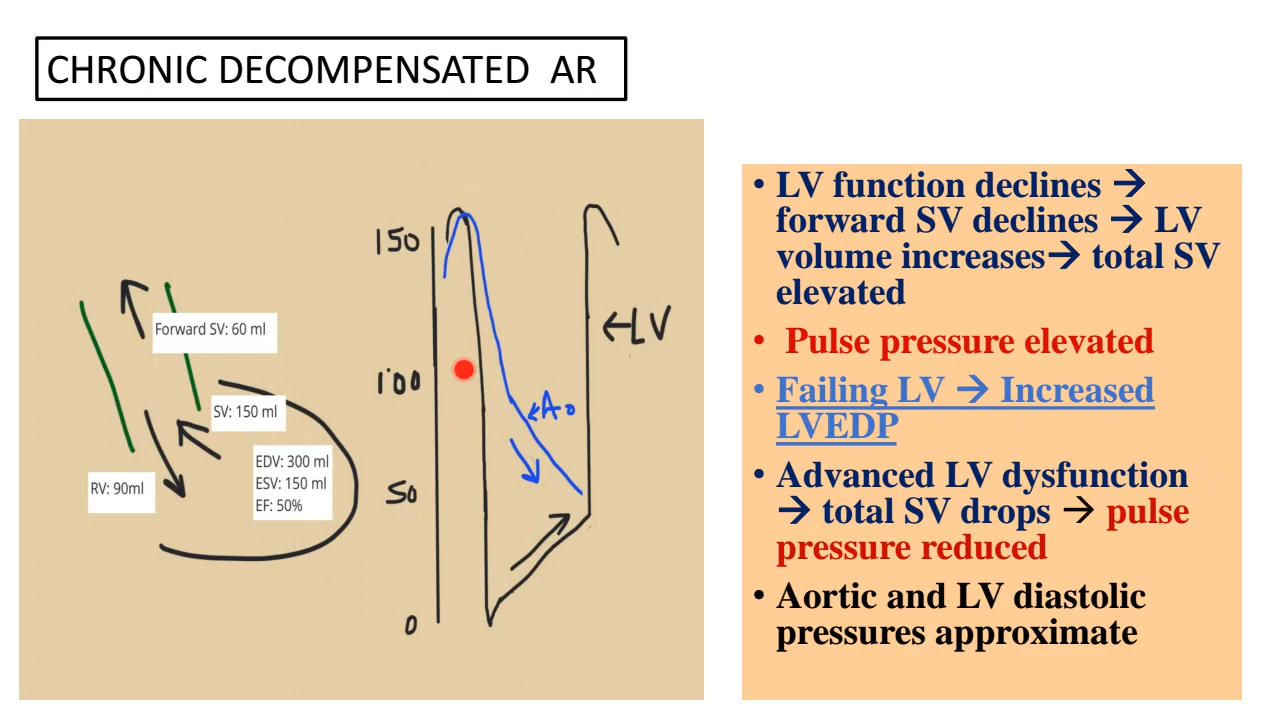 CHRONIC DECOMPENSATED AR
Forward SV: 60 ml
SV: 150 ml
EDV: 300 ml
ESV: 150 ml
EF: 50%
RV: 90ml
150
100
50
0
←LV
←Ao
• LV function declines →
forward SV declines → LV
volume increases→ total SV
elevated
• Pulse pressure elevated
• Failing LV → Increased
LVEDP
• Advanced LV dysfunction
→ total SV drops → pulse
pressure reduced
• Aortic and LV diastolic
pressures approximate